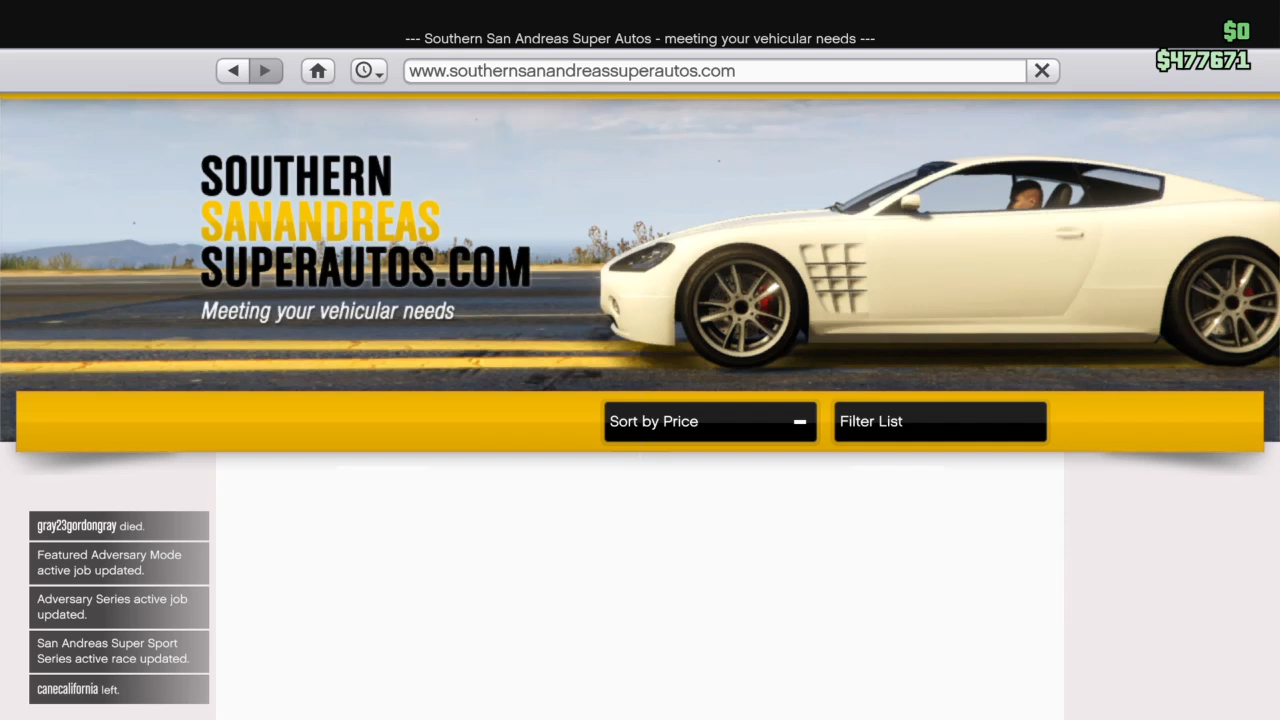 --- Southern San Andreas Super Autos - meeting your vehicular needs ---
$0
$477671
www.southernsanandreassuperautos.com
SOUTHERN
SANANDREAS
SUPERAUTOS.COM
Meeting your vehicular needs
Sort by Price
Filter List
gray23gordongray died.
Featured Adversary Mode
active job updated.
Adversary Series active job
updated.
San Andreas Super Sport
Series active race updated.
canecalifornia left.